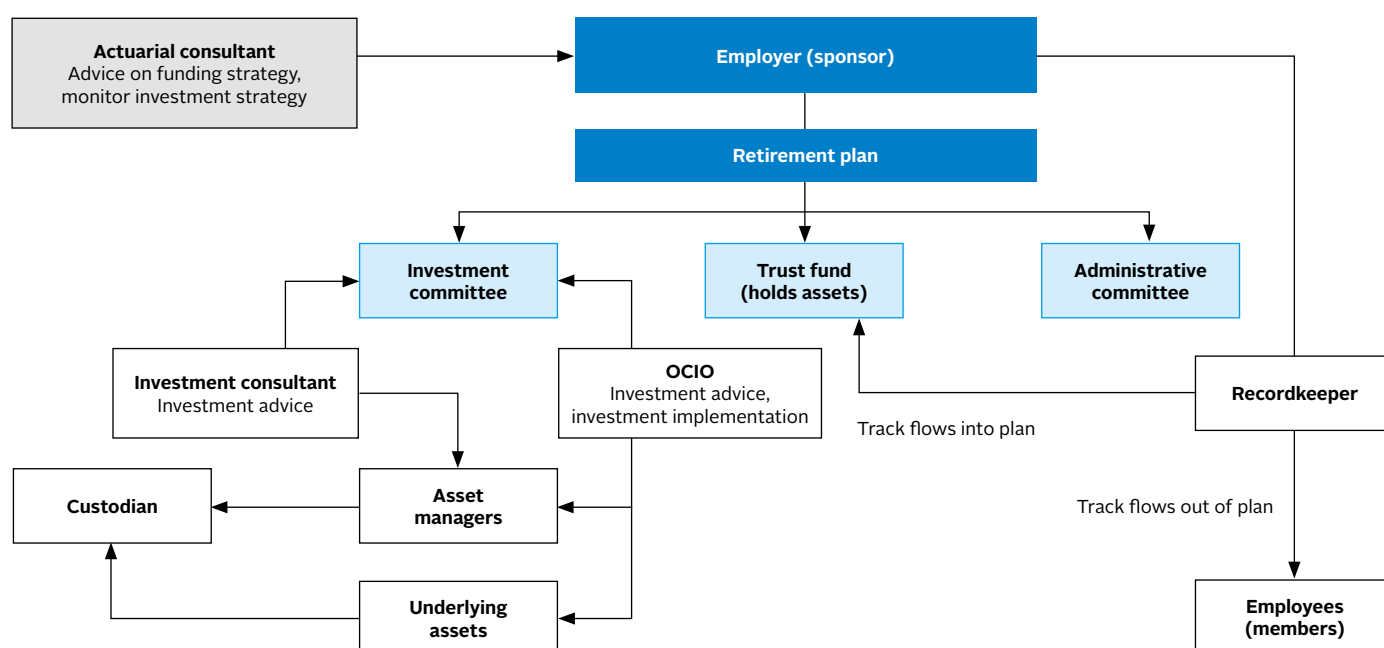 Actuarial consultant
Advice on funding strategy,
monitor investment strategy
Employer (sponsor)
Retirement plan
Investment
committee
Trust fund
(holds assets)
Administrative
committee
Investment consultant
Investment advice
OCIO
Investment advice,
investment implementation
Recordkeeper
Track flows into plan
Custodian
Asset
managers
Track flows out of plan
Underlying
assets
Employees
(members)